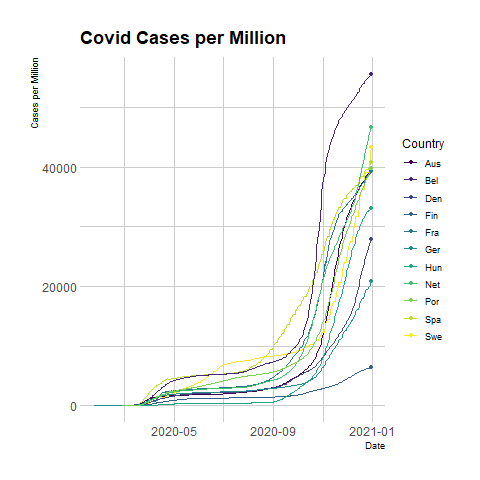 Covid Cases per Million
Cases per Million
40000
20000
0
2020-05
2020-09
2021-01
Date
Country
Aus
Bel
Den
Fin
Fra
Ger
Hun
Net
Por
Spa
Swe